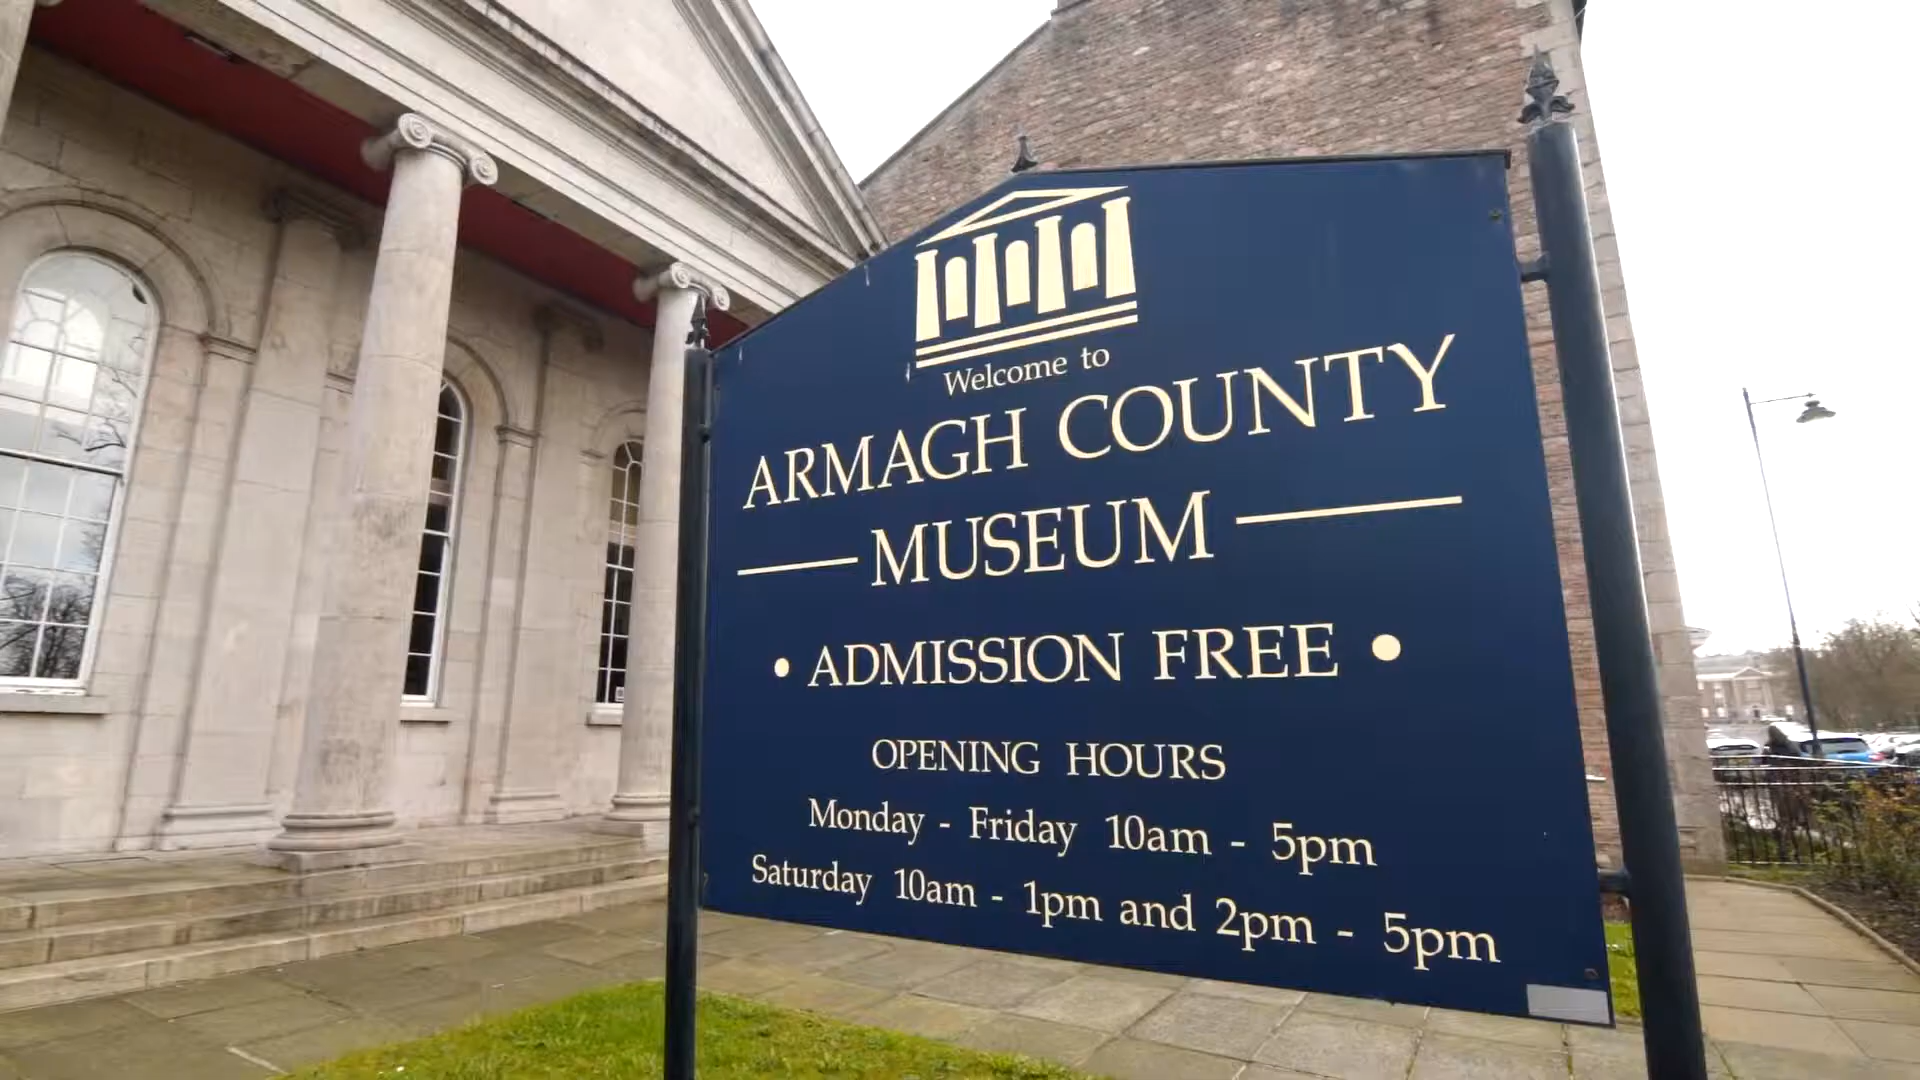 Welcome to
ARMAGH COUNTY
MUSEUM
• ADMISSION FREE •
OPENING HOURS
Monday - Friday 10am - 5pm
Saturday 10am - 1pm and 2pm - 5pm